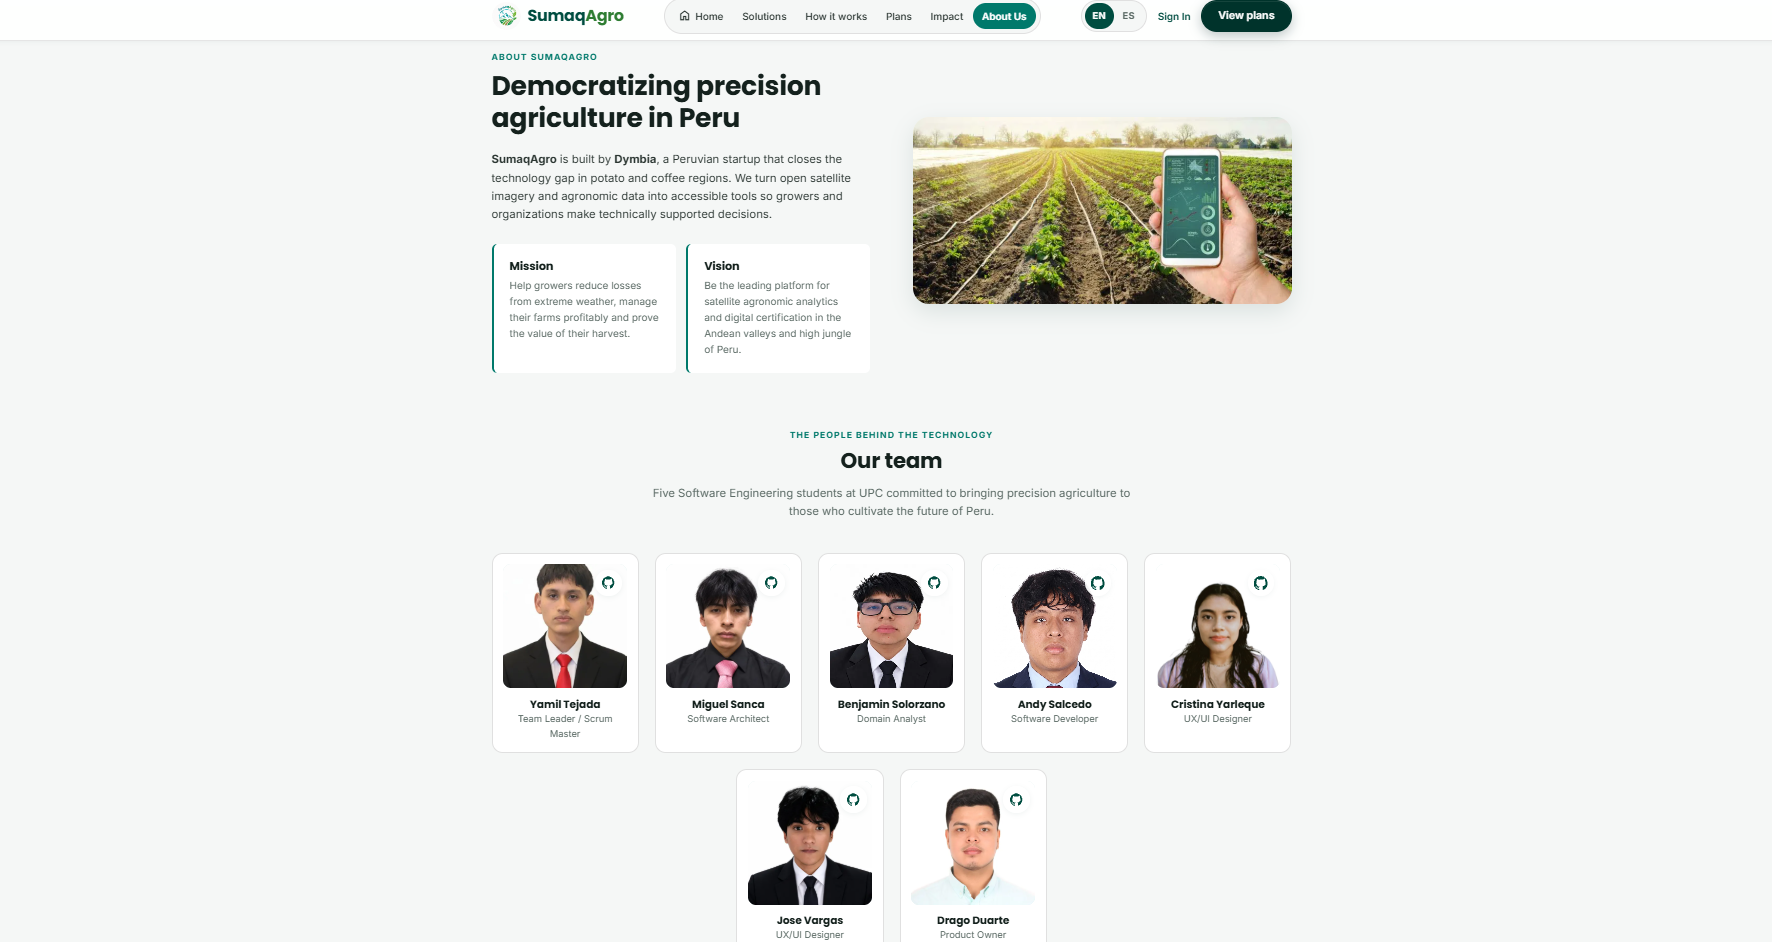 SumaqAgro
Home
Solutions
How it works
Plans
Impact
About Us
EN
ES
Sign In
View plans
ABOUT SUMAQAGRO
Democratizing precision
agriculture in Peru
SumaqAgro is built by Dymbia, a Peruvian startup that closes the
technology gap in potato and coffee regions. We turn open satellite
imagery and agronomic data into accessible tools so growers and
organizations make technically supported decisions.
Mission
Help growers reduce losses
from extreme weather, manage
their farms profitably and prove
the value of their harvest.
Vision
Be the leading platform for
satellite agronomic analytics
and digital certification in the
Andean valleys and high jungle
of Peru.
THE PEOPLE BEHIND THE TECHNOLOGY
Our team
Five Software Engineering students at UPC committed to bringing precision agriculture to
those who cultivate the future of Peru.
Yamil Tejada
Team Leader / Scrum
Master
Miguel Sanca
Software Architect
Benjamin Solorzano
Domain Analyst
Andy Salcedo
Software Developer
Cristina Yarleque
UX/UI Designer
Jose Vargas
UX/UI Designer
Drago Duarte
Product Owner